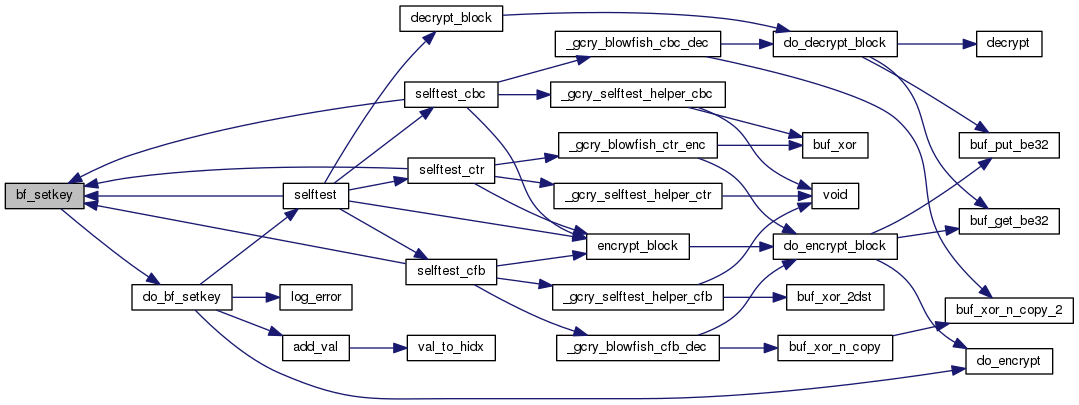 decrypt_block
_gcry_blowfish_cbc_dec
do_decrypt_block
decrypt
selftest_cbc
_gcry_selftest_helper_cbc
buf_xor
buf_put_be32
_gcry_blowfish_ctr_enc
selftest_ctr
bf_setkey
selftest
_gcry_selftest_helper_ctr
void
buf_get_be32
encrypt_block
do_encrypt_block
selftest_cfb
do_bf_setkey
log_error
_gcry_selftest_helper_cfb
buf_xor_2dst
buf_xor_n_copy_2
add_val
val_to_hidx
_gcry_blowfish_cfb_dec
buf_xor_n_copy
do_encrypt